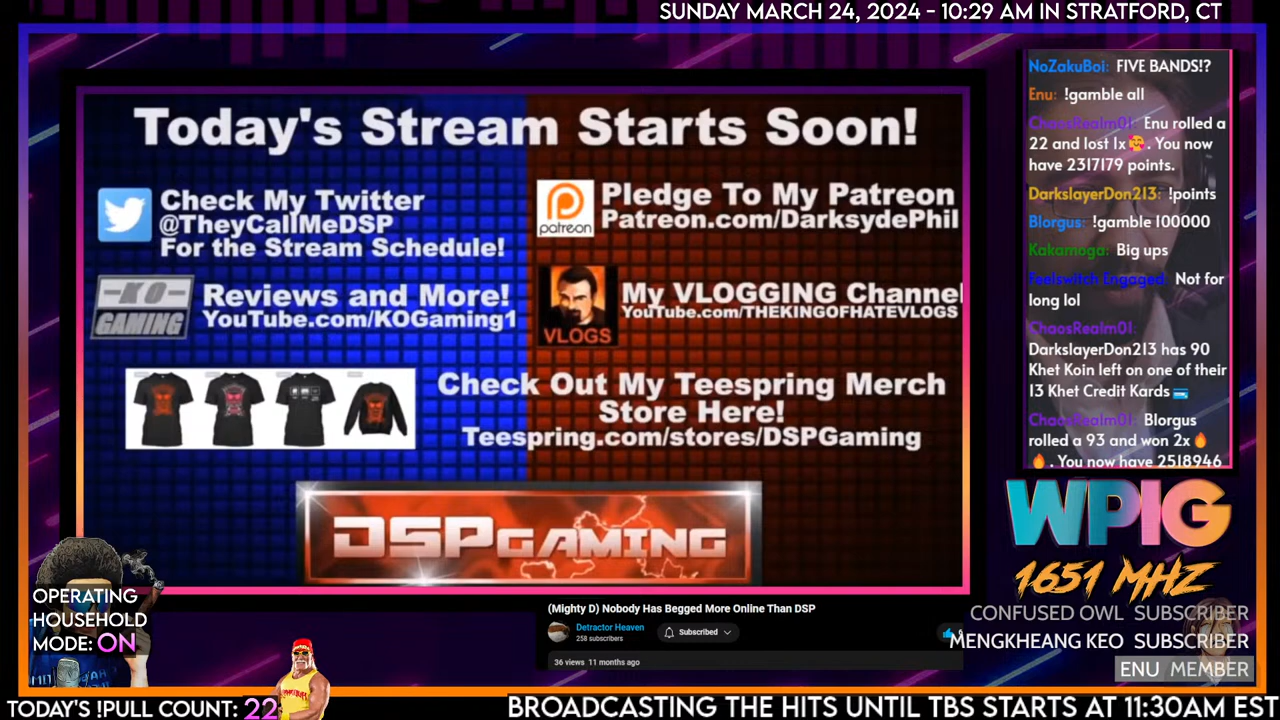 SUNDAY MARCH 24, 2024 - 10:29 AM IN STRATFORD, CT
Today's Stream Starts Soon!
Check My Twitter
@TheyCallMeDSP
For the Stream Schedule!
patreon
Pledge To My Patreon
Patreon.com/DarksydePhil
-KO-
GAMING
Reviews and More!
YouTube.com/KOGaming1
VLOGS
My VLOGGING Channel
YouTube.com/THEKINGOFHATEVLOGS
Check Out My Teespring Merch
Store Here!
Teespring.com/stores/DSPGaming
DSPGAMING
NoZakuBoi: FIVE BANDS!?
Enu: !gamble all
ChaosRealm01: Enu rolled a
22 and lost 1x🥰. You now
have 2317179 points.
DarkslayerDon213: !points
Blorgus: !gamble 100000
Kakamoga: Big ups
Feelswitch Engaged: Not for
long lol
ChaosRealm01:
DarkslayerDon213 has 90
Khet Koin left on one of their
13 Khet Credit Kards 💳
ChaosRealm01: Blorgus
rolled a 93 and won 2x🔥
🔥. You now have 2518946
WPIG
1651 MHZ
CONFUSED OWL SUBSCRIBER
MENGKHEANG KEO SUBSCRIBER
ENU MEMBER
(Mighty D) Nobody Has Begged More Online Than DSP
Detractor Heaven
258 subscribers
Subscribed
36 views 11 months ago
OPERATING
HOUSEHOLD
MODE: ON
TODAY'S !PULL COUNT: 22
BROADCASTING THE HITS UNTIL TBS STARTS AT 11:30AM EST